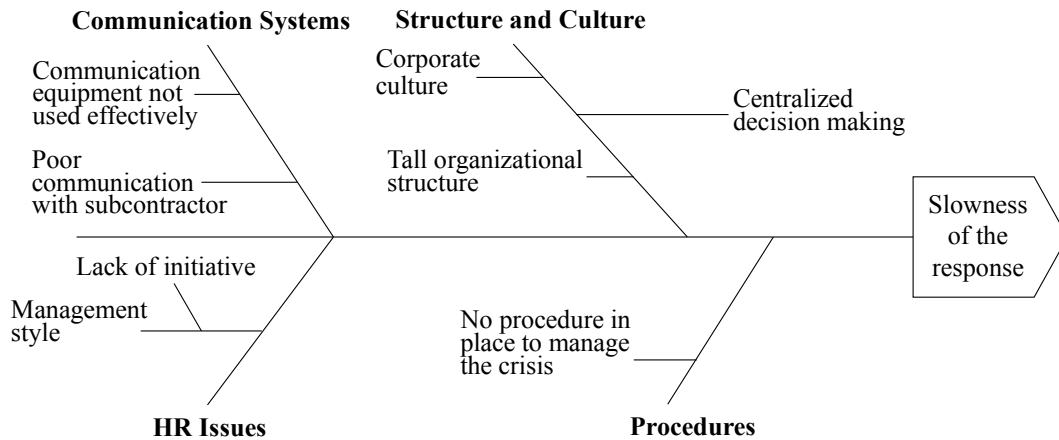 Communication Systems
Structure and Culture
Communication
equipment not
used effectively
Corporate
culture
Centralized
decision making
Poor
communication
with subcontractor
Tall organizational
structure
Slowness
of the
response
Lack of initiative
Management
style
No procedure in
place to manage
the crisis
HR Issues
Procedures